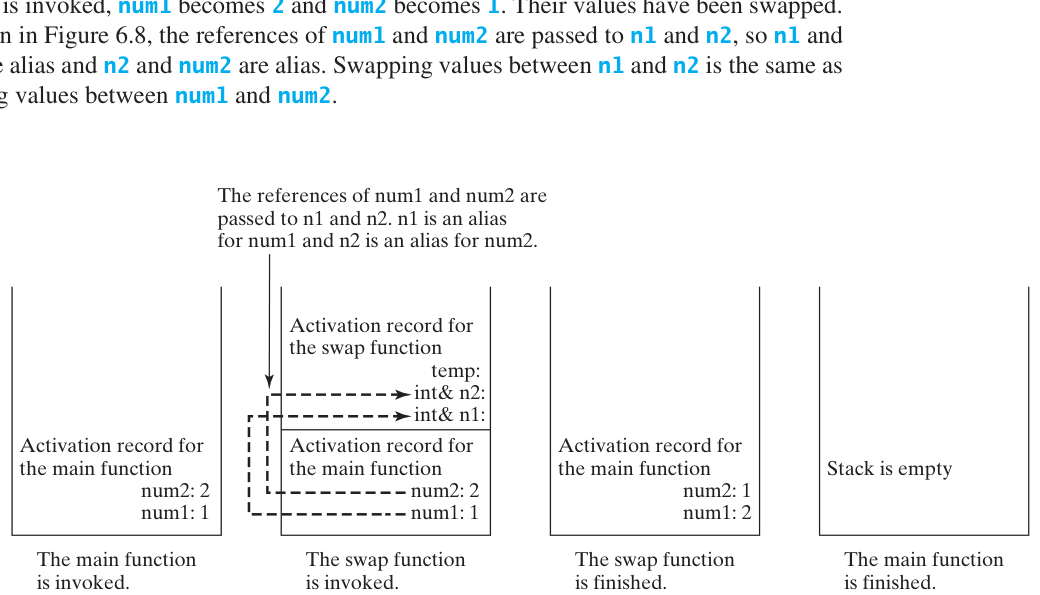 is invoked, num1 becomes 2 and num2 becomes 1. Their values have been swapped.
n in Figure 6.8, the references of num1 and num2 are passed to n1 and n2, so n1 and
e alias and n2 and num2 are alias. Swapping values between n1 and n2 is the same as
g values between num1 and num2.
The references of num1 and num2 are
passed to n1 and n2. n1 is an alias
for num1 and n2 is an alias for num2.
Activation record for
the main function
num2: 2
num1: 1
The main function
is invoked.
Activation record for
the swap function
temp:
int& n2:
int& n1:
Activation record for
the main function
num2: 2
num1: 1
The swap function
is invoked.
Activation record for
the main function
num2: 1
num1: 2
The swap function
is finished.
Stack is empty
The main function
is finished.